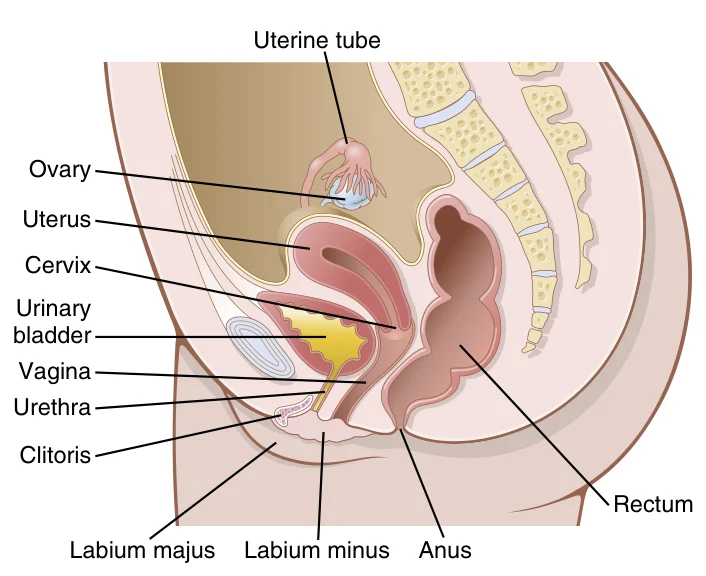 Uterine tube
Ovary
Uterus
Cervix
Urinary
bladder
Vagina
Urethra
Clitoris
Rectum
Labium majus
Labium minus
Anus